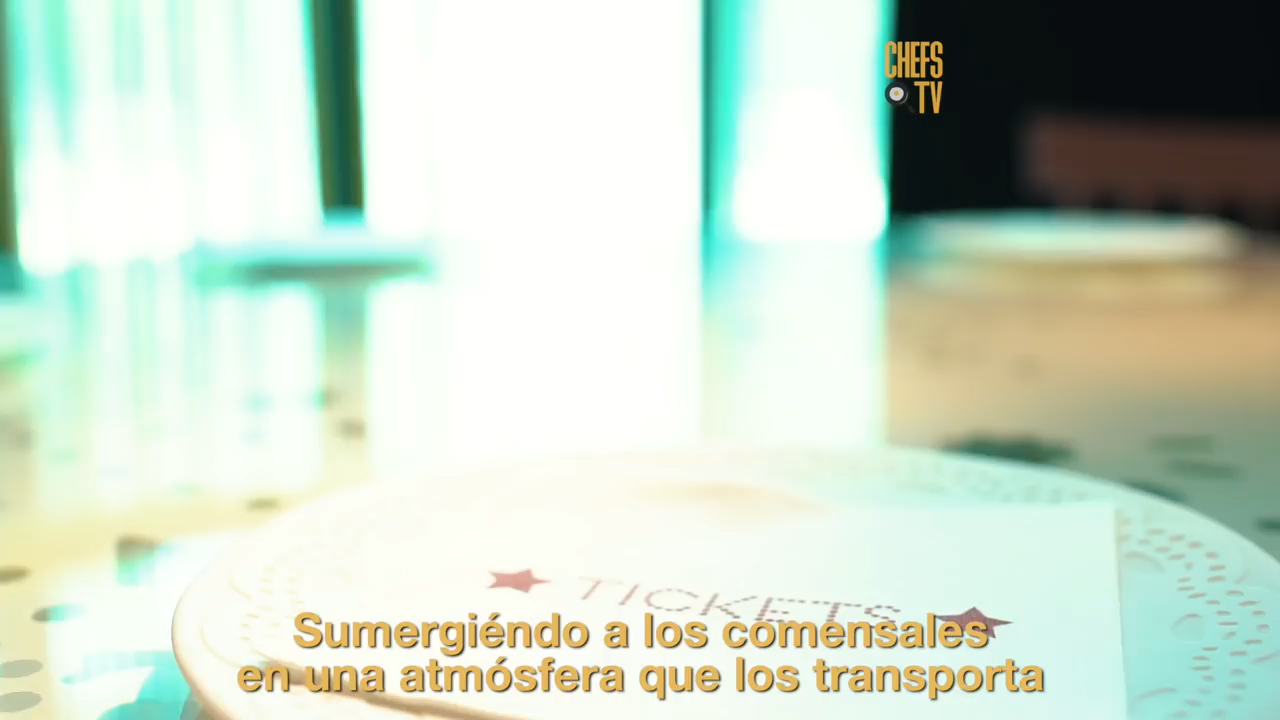 CHEFS
TV
TICKETS
Sumergiéndo a los comensales
en una atmósfera que los transporta